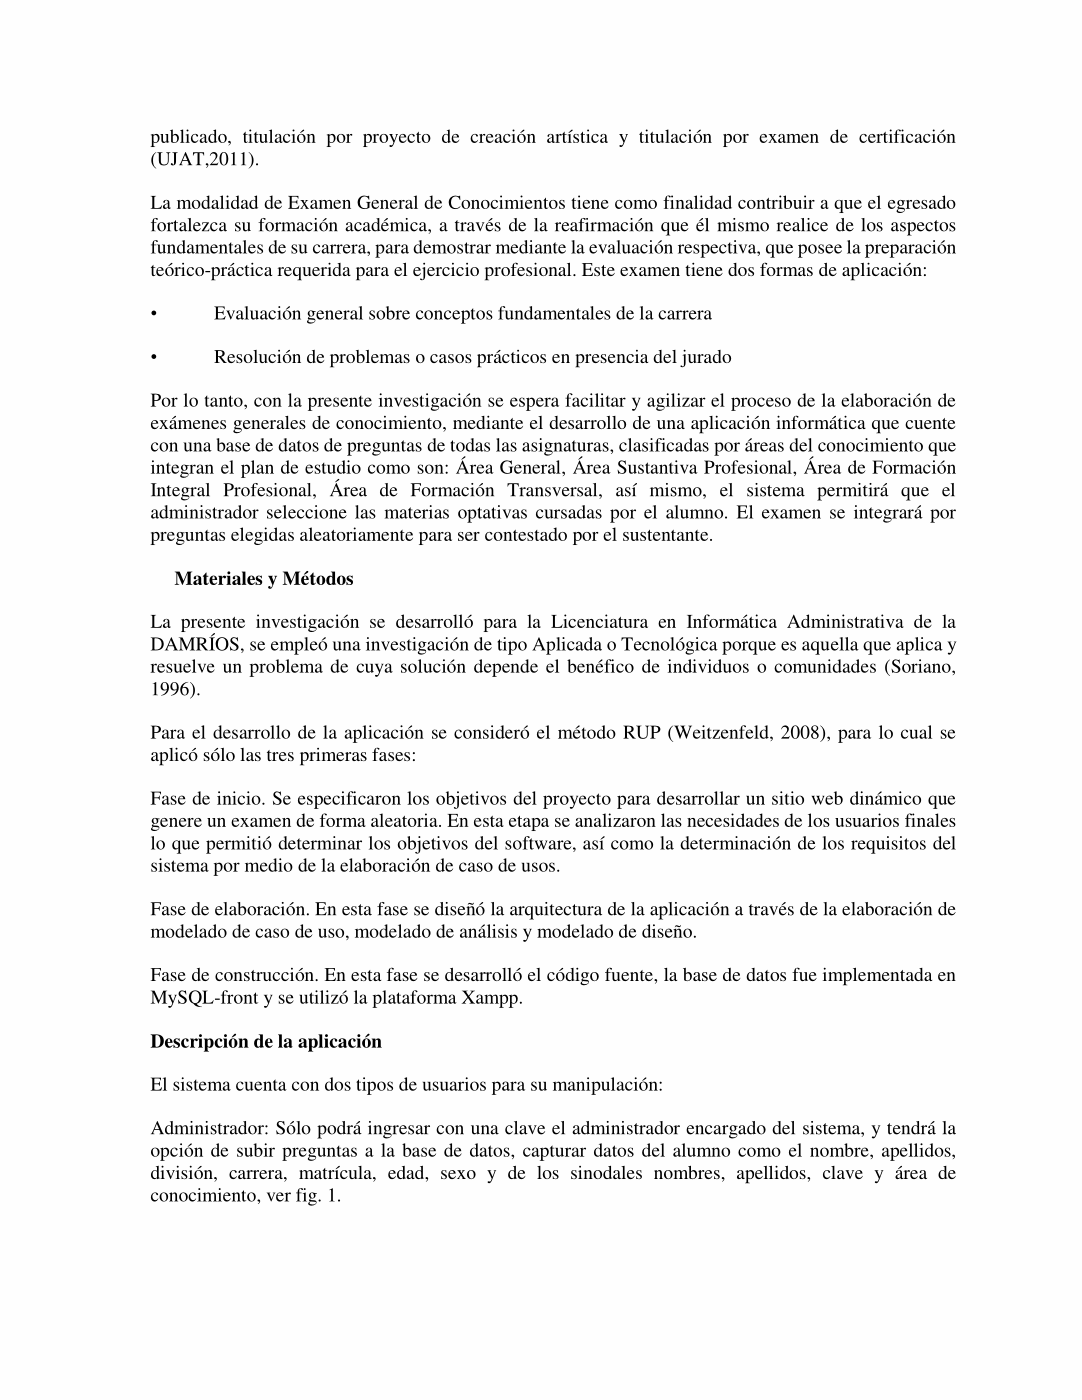 publicado, titulación por proyecto de creación artística y titulación por examen de certificación
(UJAT,2011).
La modalidad de Examen General de Conocimientos tiene como finalidad contribuir a que el egresado
fortalezca su formación académica, a través de la reafirmación que él mismo realice de los aspectos
fundamentales de su carrera, para demostrar mediante la evaluación respectiva, que posee la preparación
teórico-práctica requerida para el ejercicio profesional. Este examen tiene dos formas de aplicación:
• Evaluación general sobre conceptos fundamentales de la carrera
• Resolución de problemas o casos prácticos en presencia del jurado
Por lo tanto, con la presente investigación se espera facilitar y agilizar el proceso de la elaboración de
exámenes generales de conocimiento, mediante el desarrollo de una aplicación informática que cuente
con una base de datos de preguntas de todas las asignaturas, clasificadas por áreas del conocimiento que
integran el plan de estudio como son: Área General, Área Sustantiva Profesional, Área de Formación
Integral Profesional, Área de Formación Transversal, así mismo, el sistema permitirá que el
administrador seleccione las materias optativas cursadas por el alumno. El examen se integrará por
preguntas elegidas aleatoriamente para ser contestado por el sustentante.
Materiales y Métodos
La presente investigación se desarrolló para la Licenciatura en Informática Administrativa de la
DAMRÍOS, se empleó una investigación de tipo Aplicada o Tecnológica porque es aquella que aplica y
resuelve un problema de cuya solución depende el benéfico de individuos o comunidades (Soriano,
1996).
Para el desarrollo de la aplicación se consideró el método RUP (Weitzenfeld, 2008), para lo cual se
aplicó sólo las tres primeras fases:
Fase de inicio. Se especificaron los objetivos del proyecto para desarrollar un sitio web dinámico que
genere un examen de forma aleatoria. En esta etapa se analizaron las necesidades de los usuarios finales
lo que permitió determinar los objetivos del software, así como la determinación de los requisitos del
sistema por medio de la elaboración de caso de usos.
Fase de elaboración. En esta fase se diseñó la arquitectura de la aplicación a través de la elaboración de
modelado de caso de uso, modelado de análisis y modelado de diseño.
Fase de construcción. En esta fase se desarrolló el código fuente, la base de datos fue implementada en
MySQL-front y se utilizó la plataforma Xampp.
Descripción de la aplicación
El sistema cuenta con dos tipos de usuarios para su manipulación:
Administrador: Sólo podrá ingresar con una clave el administrador encargado del sistema, y tendrá la
opción de subir preguntas a la base de datos, capturar datos del alumno como el nombre, apellidos,
división, carrera, matrícula, edad, sexo y de los sinodales nombres, apellidos, clave y área de
conocimiento, ver fig. 1.